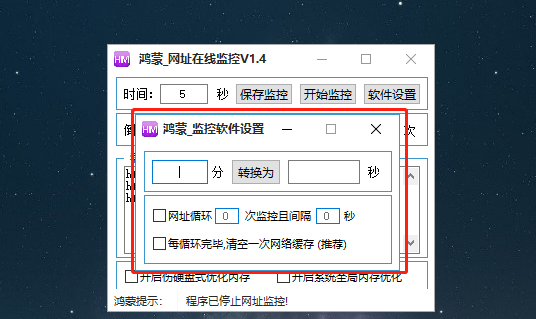 HM 鸿蒙_网址在线监控V1.4
时间: 5 秒 保存监控 开始监控 软件设置
倒 次
HM 鸿蒙_监控软件设置
分 转换为 秒
网址循环 0 次监控且间隔 0 秒
每循环完毕,清空一次网络缓存 (推荐)
开启伤硬盘式优化内存 开启系统全局内存优化
鸿蒙提示: 程序已停止网址监控!